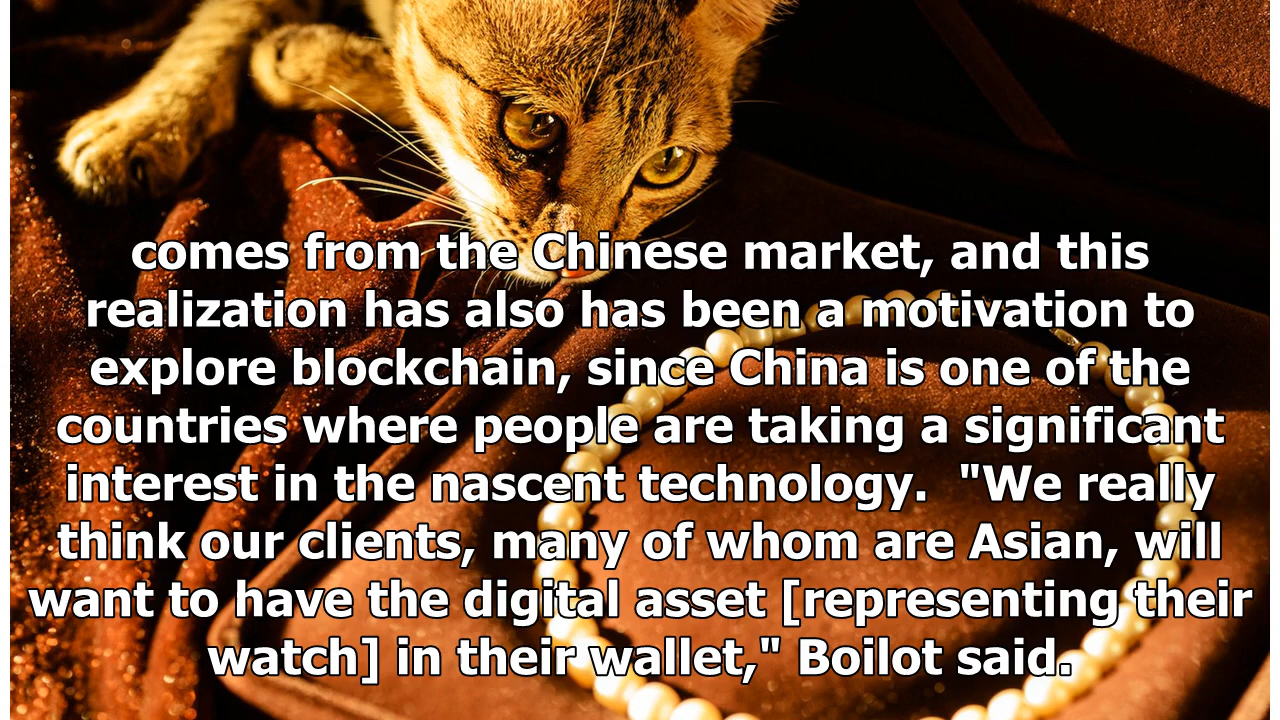 comes from the Chinese market, and this
realization has also has been a motivation to
explore blockchain, since China is one of the
countries where people are taking a significant
interest in the nascent technology.  "We really
think our clients, many of whom are Asian, will
want to have the digital asset [representing their
watch] in their wallet," Boilot said.